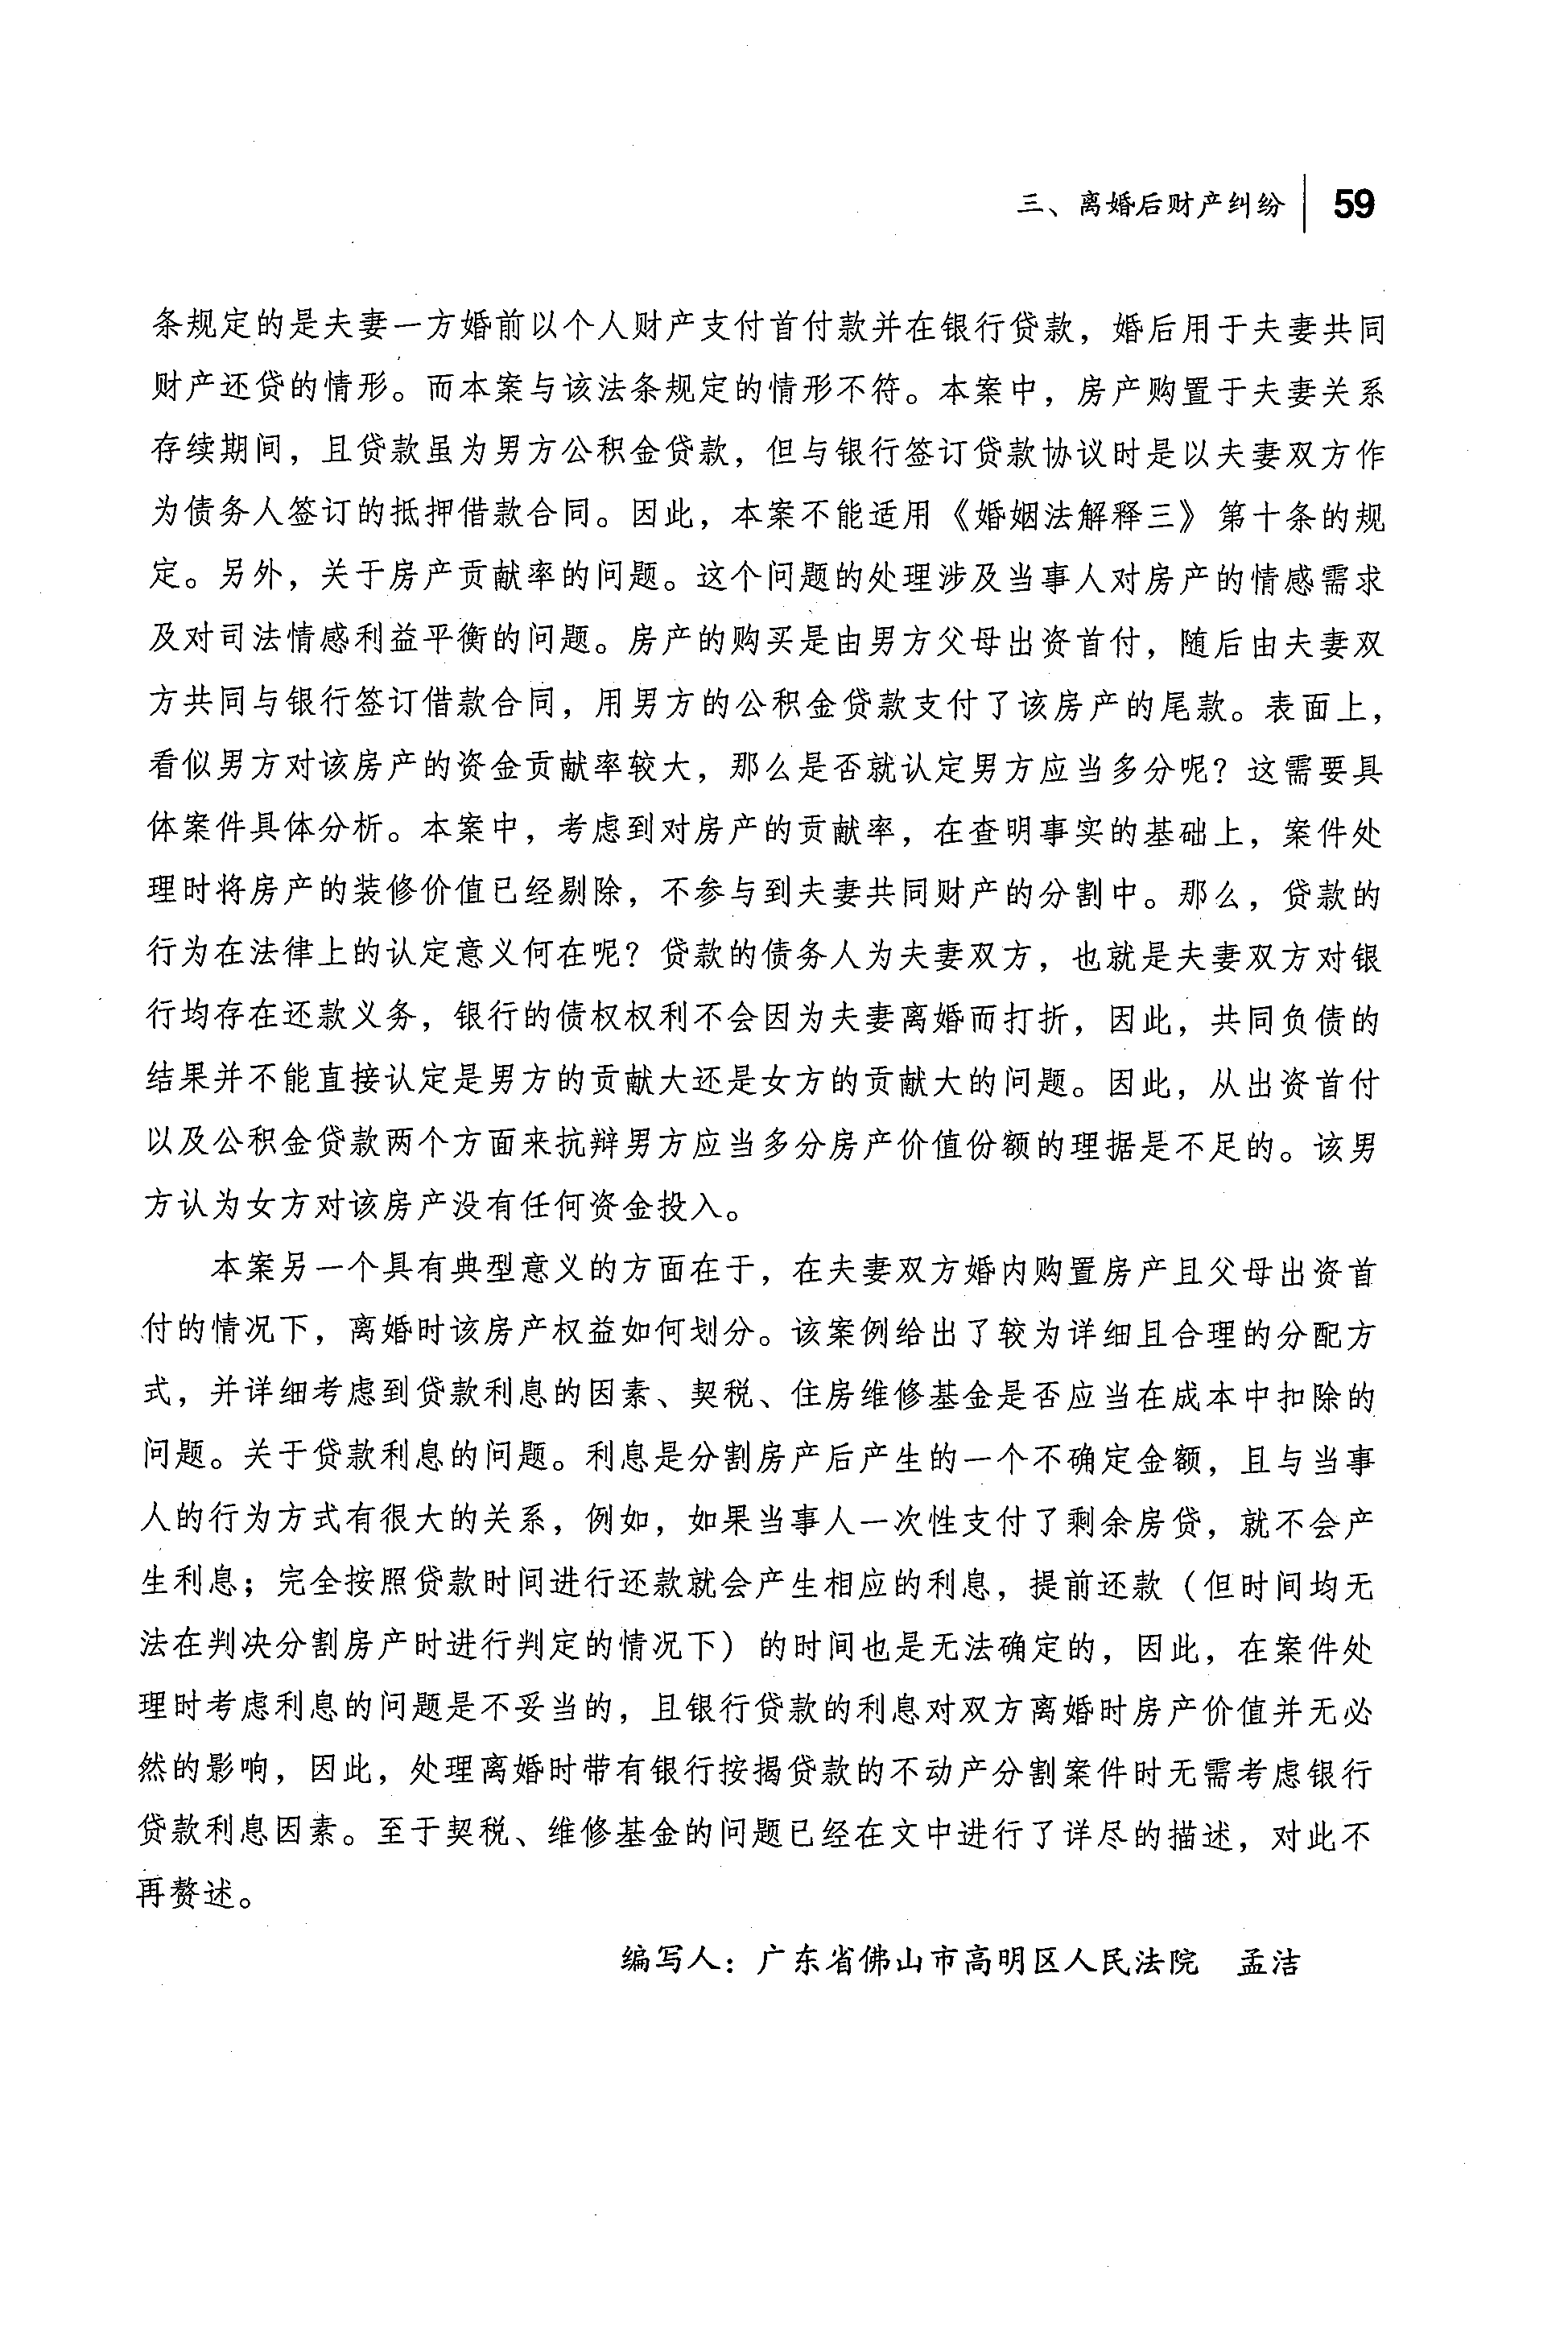 三、离婚后财产纠纷 59
条规定的是夫妻一方婚前以个人财产支付首付款并在银行贷款，婚后用于夫妻共同
财产还贷的情形。而本案与该法条规定的情形不符。本案中，房产购置于夫妻关系
存续期间，且贷款虽为男方公积金贷款，但与银行签订贷款协议时是以夫妻双方作
为债务人签订的抵押借款合同。因此，本案不能适用《婚姻法解释三》第十条的规
定。另外，关于房产贡献率的问题。这个问题的处理涉及当事人对房产的情感需求
及对司法情感利益平衡的问题。房产的购买是由男方父母出资首付，随后由夫妻双
方共同与银行签订借款合同，用男方的公积金贷款支付了该房产的尾款。表面上，
看似男方对该房产的资金贡献率较大，那么是否就认定男方应当多分呢？这需要具
体案件具体分析。本案中，考虑到对房产的贡献率，在查明事实的基础上，案件处
理时将房产的装修价值已经剔除，不参与到夫妻共同财产的分割中。那么，贷款的
行为在法律上的认定意义何在呢？贷款的债务人为夫妻双方，也就是夫妻双方对银
行均存在还款义务，银行的债权权利不会因为夫妻离婚而打折，因此，共同负债的
结果并不能直接认定是男方的贡献大还是女方的贡献大的问题。因此，从出资首付
以及公积金贷款两个方面来抗辩男方应当多分房产价值份额的理据是不足的。该男
方认为女方对该房产没有任何资金投入。
本案另一个具有典型意义的方面在于，在夫妻双方婚内购置房产且父母出资首
付的情况下，离婚时该房产权益如何划分。该案例给出了较为详细且合理的分配方
式，并详细考虑到贷款利息的因素、契税、住房维修基金是否应当在成本中扣除的
问题。关于贷款利息的问题。利息是分割房产后产生的一个不确定金额，且与当事
人的行为方式有很大的关系，例如，如果当事人一次性支付了剩余房贷，就不会产
生利息；完全按照贷款时间进行还款就会产生相应的利息，提前还款（但时间均无
法在判决分割房产时进行判定的情况下）的时间也是无法确定的，因此，在案件处
理时考虑利息的问题是不妥当的，且银行贷款的利息对双方离婚时房产价值并无必
然的影响，因此，处理离婚时带有银行按揭贷款的不动产分割案件时无需考虑银行
贷款利息因素。至于契税、维修基金的问题已经在文中进行了详尽的描述，对此不
再赘述。
编写人：广东省佛山市高明区人民法院 孟洁